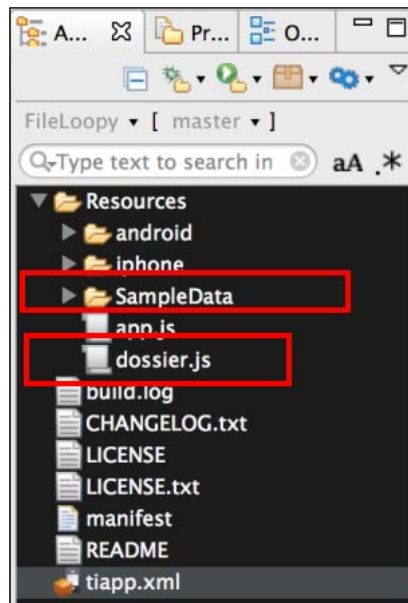 A... Pr... O...
FileLoopy [ master ]
Type text to search in aA .*
Resources
android
iphone
SampleData
app.js
dossier.js
build.log
CHANGELOG.txt
LICENSE
LICENSE.txt
manifest
README
tiapp.xml